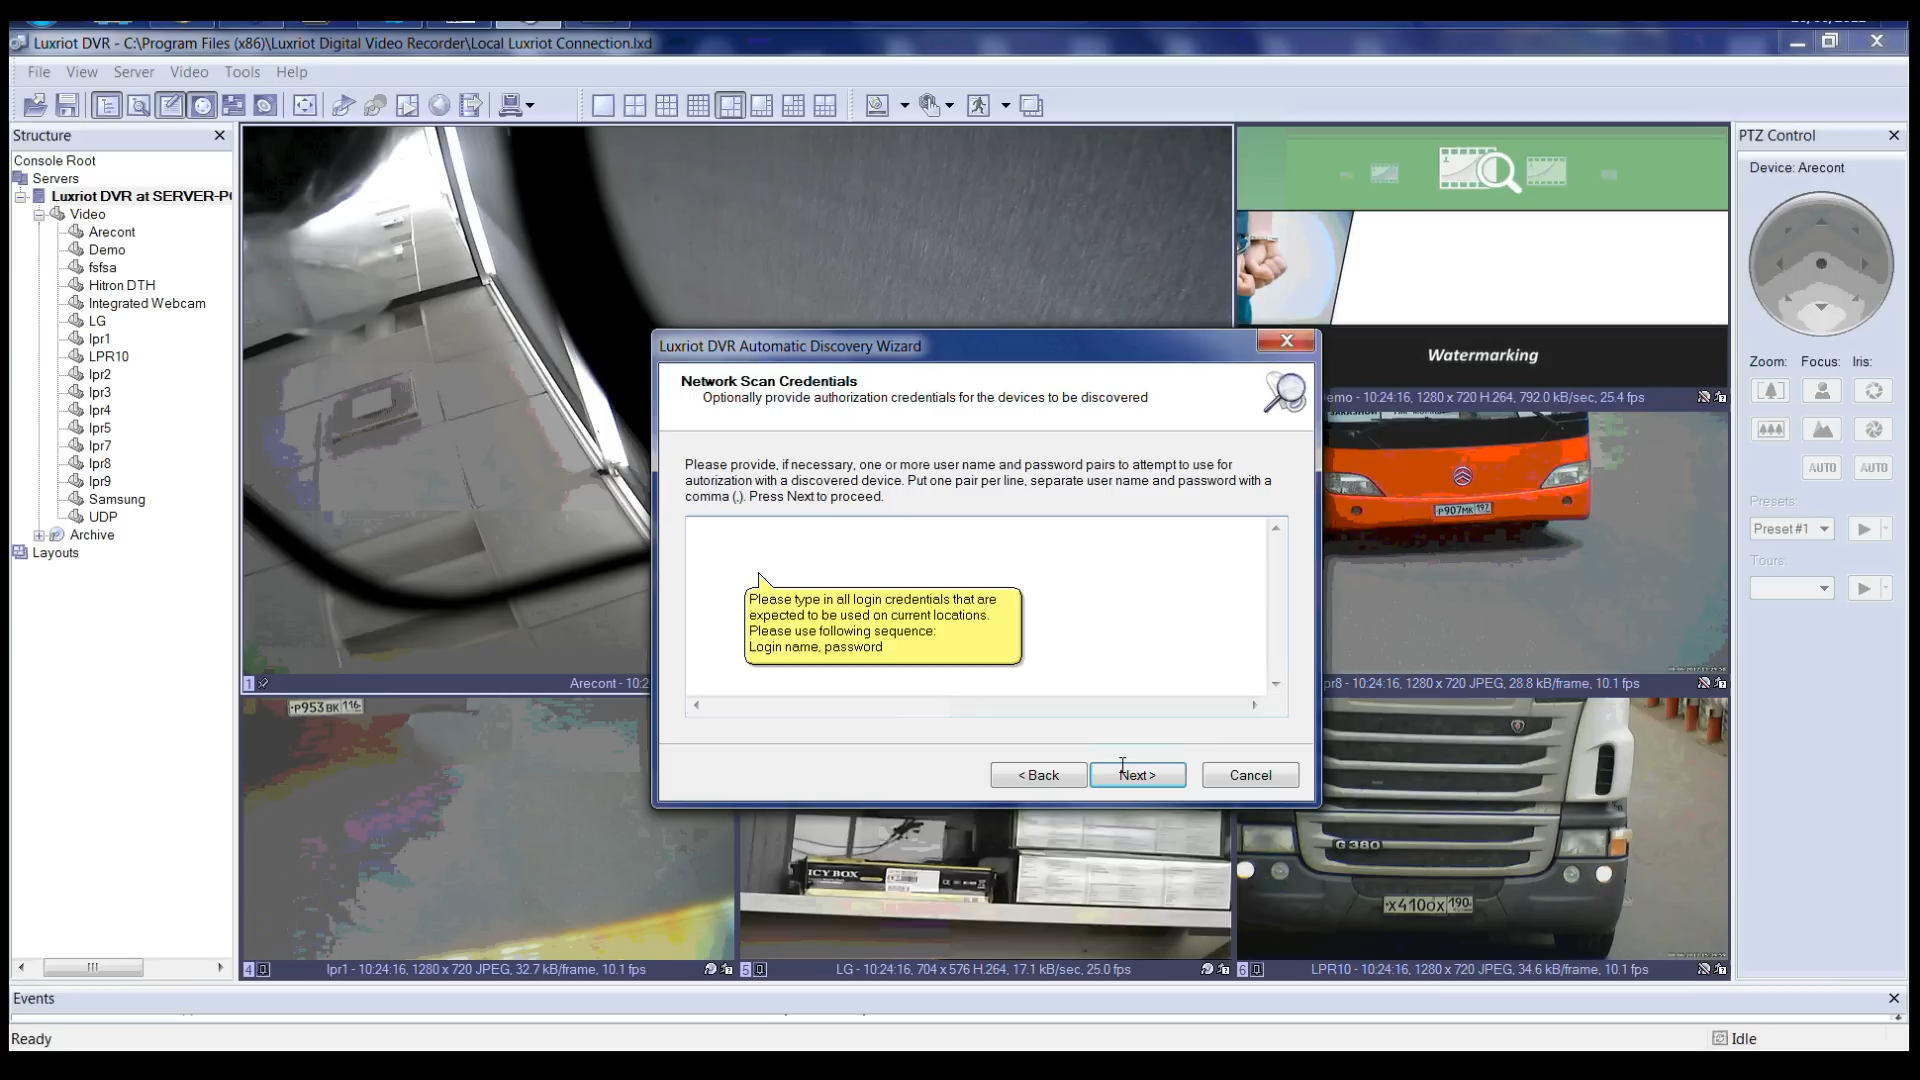 Luxriot DVR - C:\Program Files (x86)\Luxriot Digital Video Recorder\Local Luxriot Connection.lxd
File View Server Video Tools Help
Structure
Console Root
Servers
Luxriot DVR at SERVER-P
Video
Arecont
Demo
fsfsa
Hitron DTH
Integrated Webcam
LG
lpr1
LPR10
lpr2
lpr3
lpr4
lpr5
lpr7
lpr8
lpr9
Samsung
UDP
Archive
Layouts
1
Arecont - 10:2
Watermarking
emo - 10:24:16, 1280 x 720 H.264, 792.0 kB/sec, 25.4 fps
P907MK 197
pr8 - 10:24:16, 1280 x 720 JPEG, 28.8 kB/frame, 10.1 fps
Luxriot DVR Automatic Discovery Wizard
Network Scan Credentials
Optionally provide authorization credentials for the devices to be discovered
Please provide, if necessary, one or more user name and password pairs to attempt to use for
autorization with a discovered device. Put one pair per line, separate user name and password with a
comma (,). Press Next to proceed.
Please type in all login credentials that are
expected to be used on current locations.
Please use following sequence:
Login name, password
< Back
Next >
Cancel
P953BK 116
4
lpr1 - 10:24:16, 1280 x 720 JPEG, 32.7 kB/frame, 10.1 fps
ICY BOX
5
LG - 10:24:16, 704 x 576 H.264, 17.1 kB/sec, 25.0 fps
G380
X410OX 190
6
LPR10 - 10:24:16, 1280 x 720 JPEG, 34.6 kB/frame, 10.1 fps
PTZ Control
Device: Arecont
Zoom: Focus: Iris:
AUTO AUTO
Presets:
Preset #1
Tours:
Events
Ready
Idle